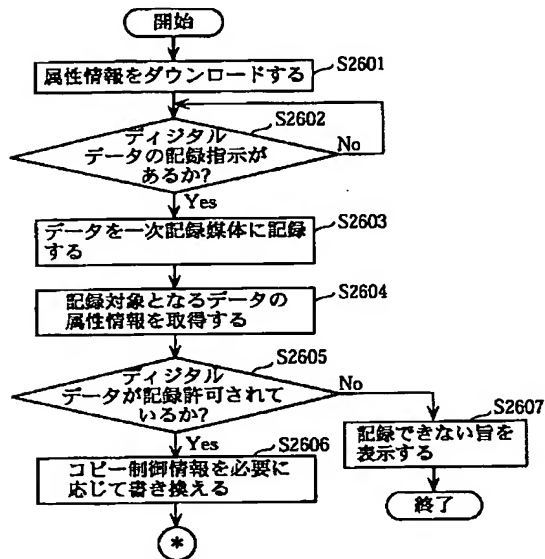 開始
属性情報をダウンロードする
S2601
S2602
ディジタル
データの記録指示が
あるか?
No
Yes
データを一次記録媒体に記録
する
S2603
記録対象となるデータの
属性情報を取得する
S2604
S2605
ディジタル
データが記録許可されて
いるか?
No
Yes
S2606
コピー制御情報を必要に
応じて書き換える
S2607
記録できない旨を
表示する
終了
*